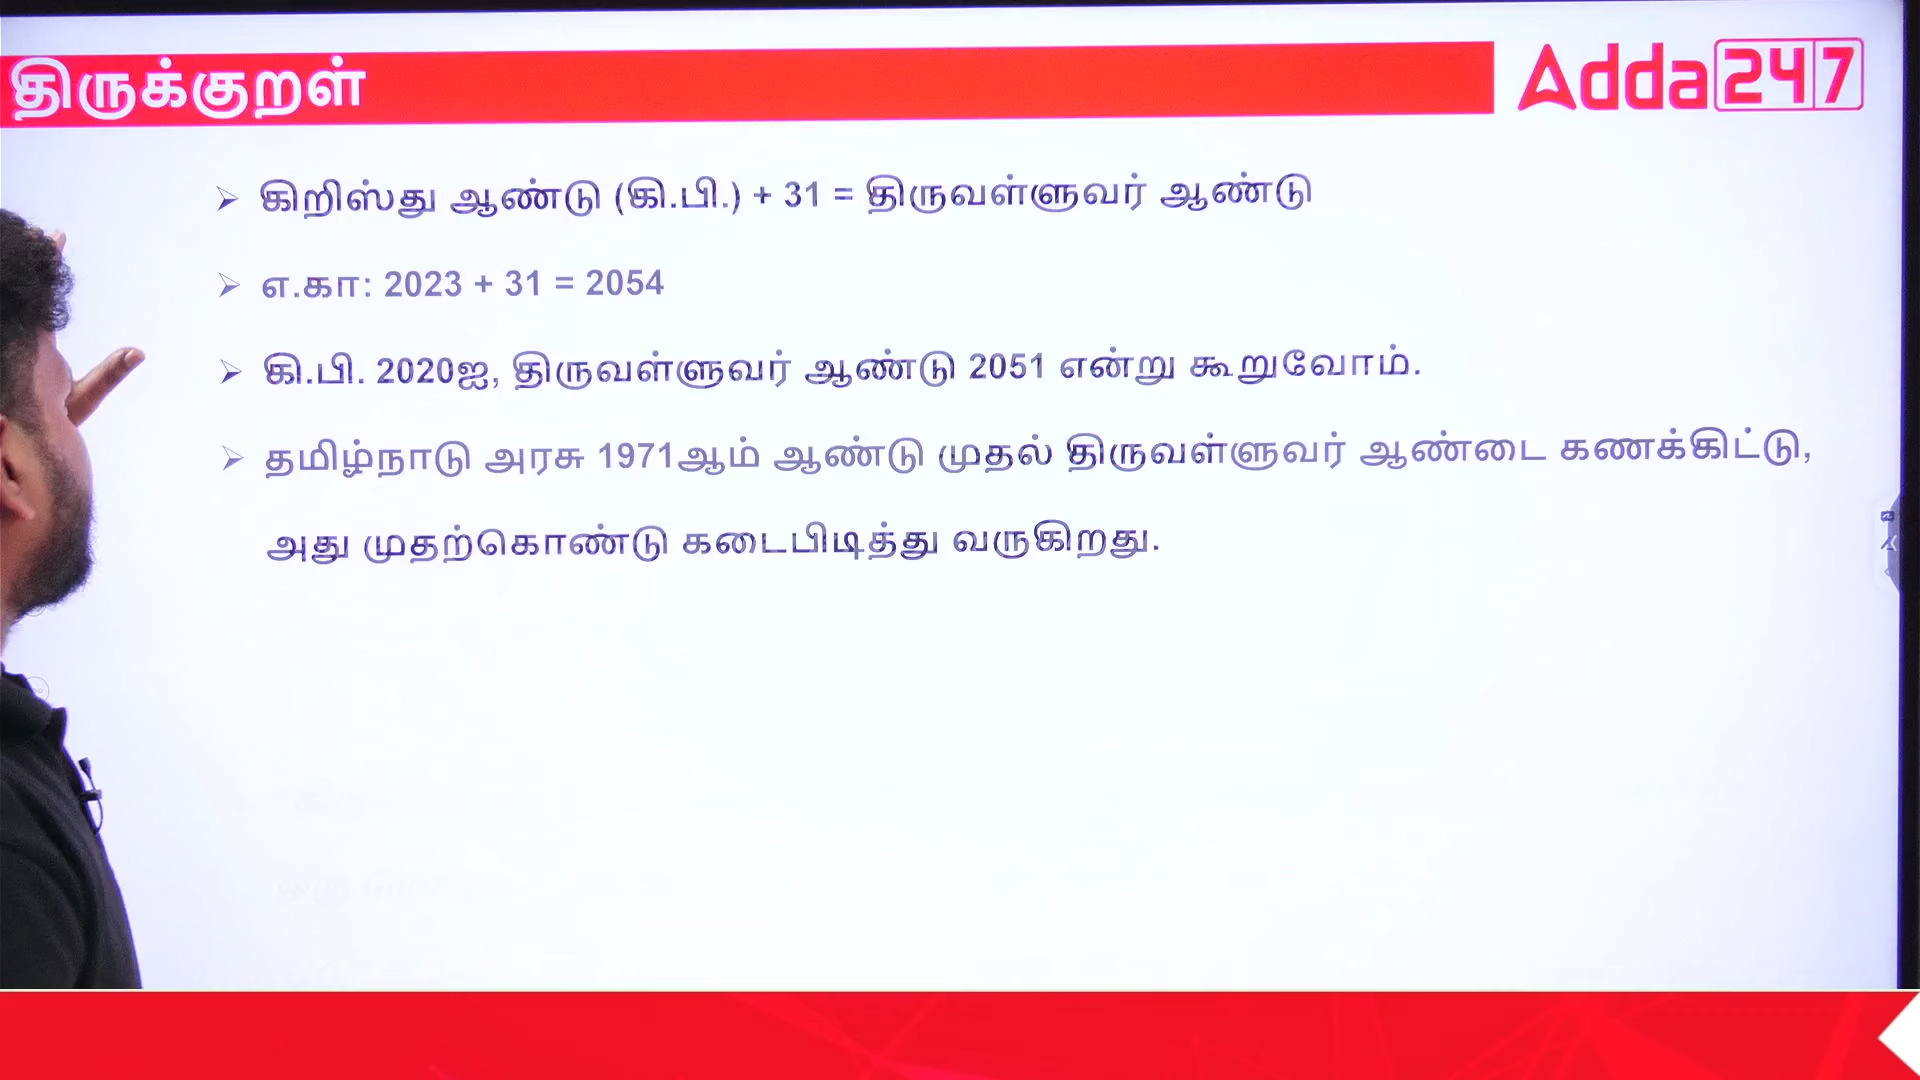 திருக்குறள்
Adda247
➢ கிறிஸ்து ஆண்டு (கி.பி.) + 31 = திருவள்ளுவர் ஆண்டு
➢ எ.கா: 2023 + 31 = 2054
➢ கி.பி. 2020ஐ, திருவள்ளுவர் ஆண்டு 2051 என்று கூறுவோம்.
➢ தமிழ்நாடு அரசு 1971ஆம் ஆண்டு முதல் திருவள்ளுவர் ஆண்டை கணக்கிட்டு,
அது முதற்கொண்டு கடைபிடித்து வருகிறது.